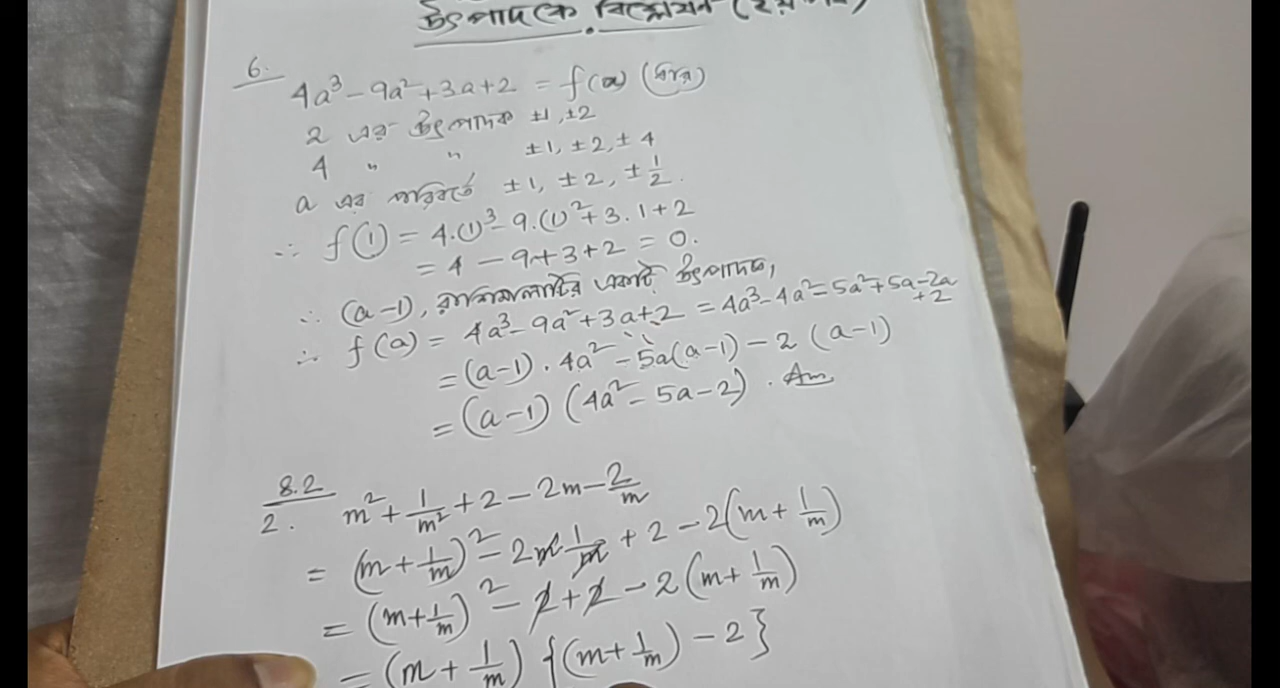 উৎপাদকে বিশ্লেষণ (২য়
6.
4a³ – 9a² + 3a + 2 = f(a) (ধরি)
2 এর উৎপাদক ±1, ±2
4 " " ±1, ±2, ± 4
a এর পরিবর্তে ±1, ±2, ± 1/2.
∴ f(1) = 4.(1)³ – 9.(1)² + 3.1 + 2
= 4 – 9 + 3 + 2 = 0.
∴ (a–1), রাশিমালাটির একটি উৎপাদক,
∴ f(a) = 4a³ – 9a² + 3a + 2 = 4a³ – 4a² – 5a² + 5a – 2a + 2
= (a–1) . 4a² – 5a(a–1) – 2 (a–1)
= (a–1) (4a² – 5a – 2) . Ans
8.2
2. m² + 1/m² + 2 – 2m – 2/m
= (m + 1/m)² – 2m 1/m + 2 – 2(m + 1/m)
= (m + 1/m)² – 2 + 2 – 2(m + 1/m)
= (m + 1/m) {(m + 1/m) – 2}